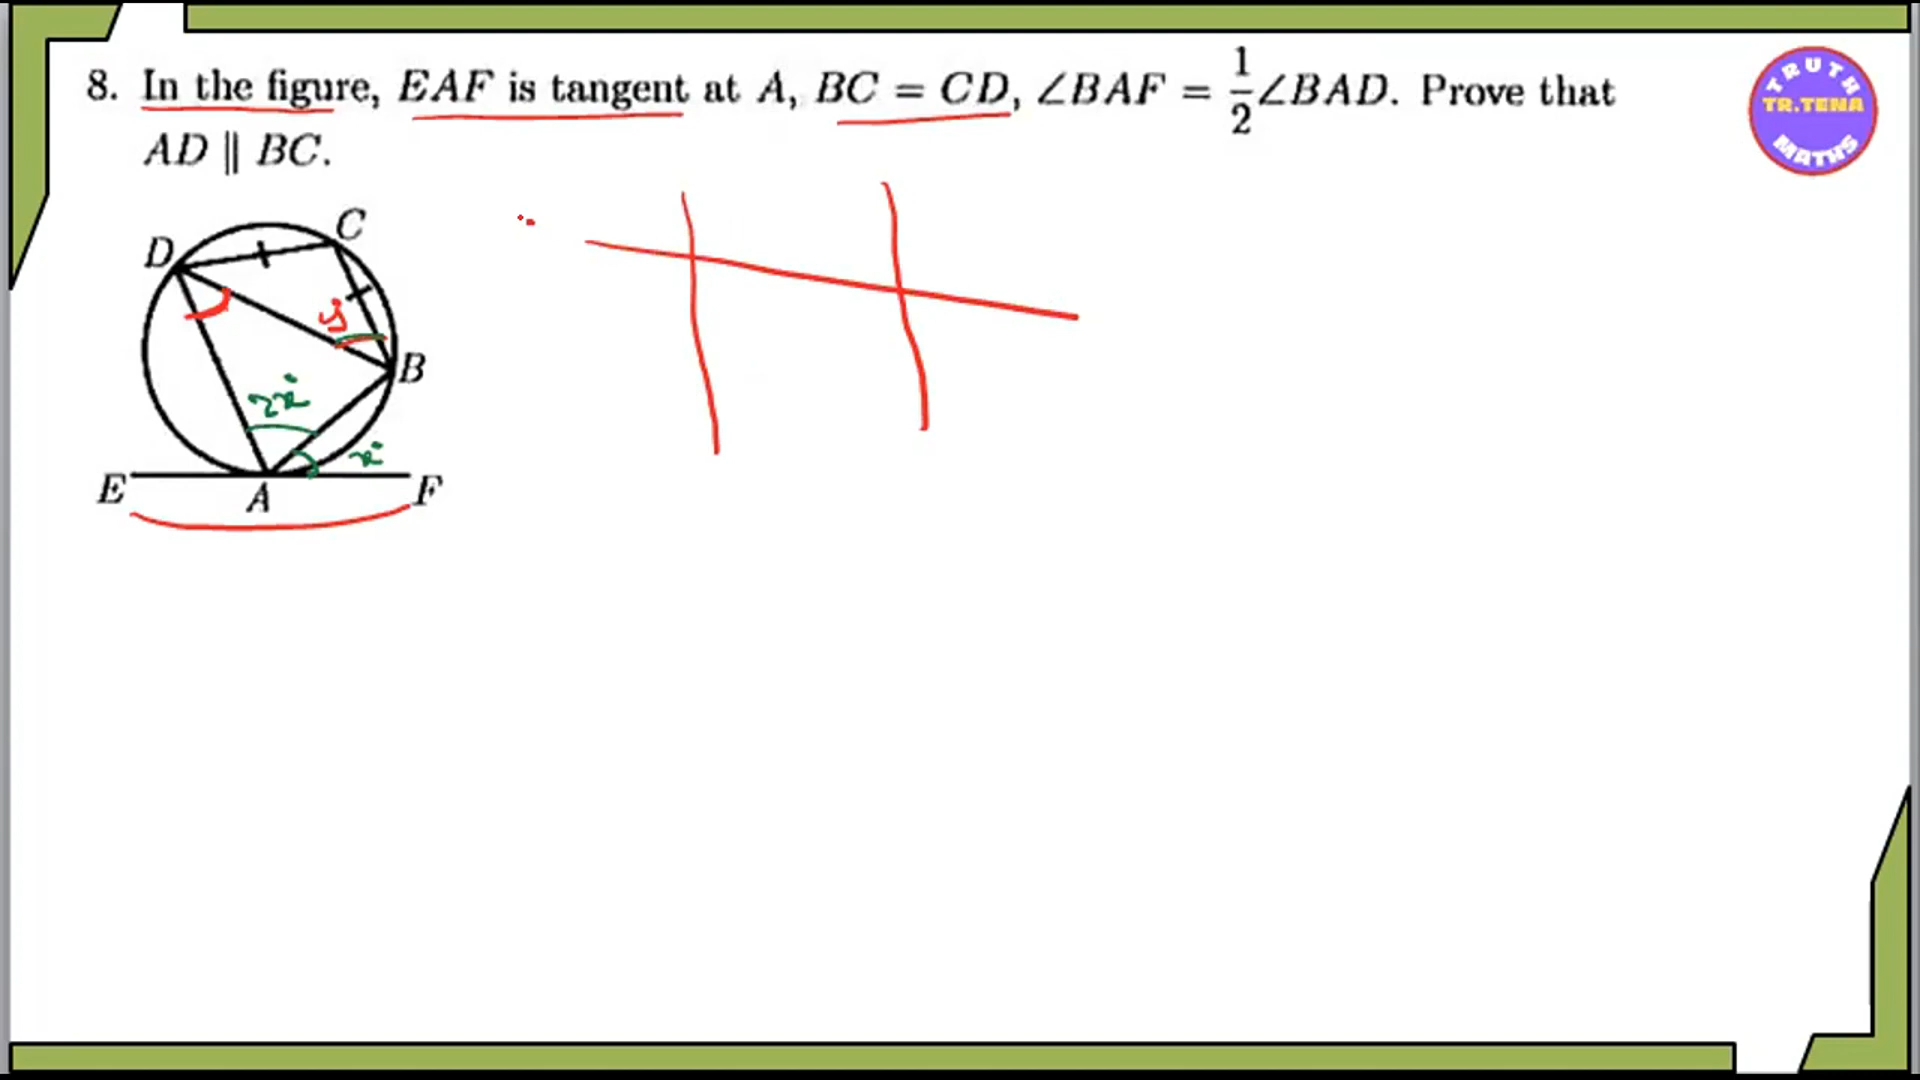 8. In the figure, EAF is tangent at A, BC = CD, ∠BAF = 1/2∠BAD. Prove that
AD ∥ BC.
TRUTH
TR.TENA
MATHS
C
D
y
B
2x°
x°
E
A
F